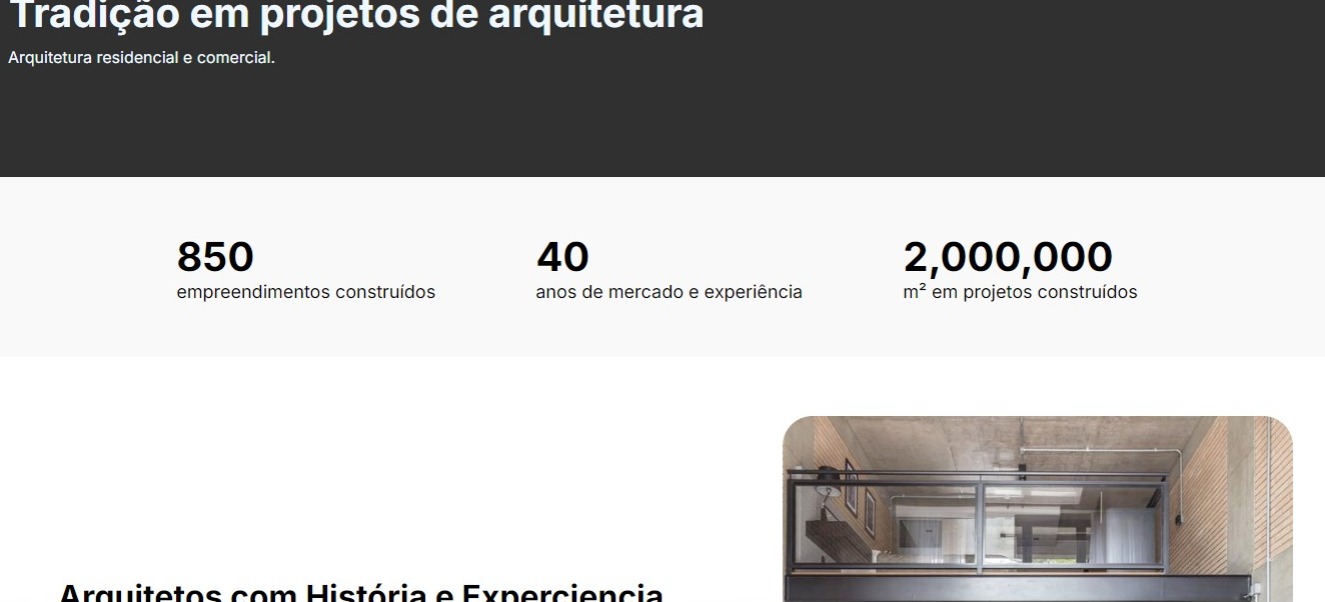 Tradição em projetos de arquitetura
Arquitetura residencial e comercial.
850
empreendimentos construídos
40
anos de mercado e experiência
2,000,000
m² em projetos construídos
Arquitetos com História e Experciencia